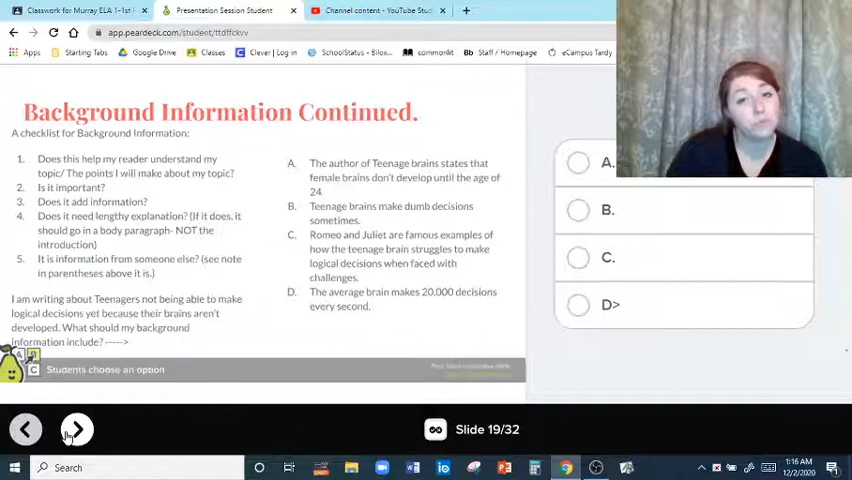 Classwork for Murray ELA 1-1st P
Presentation Session Student
Channel content - YouTube Stud
app.peardeck.com/student/ttdffckvv
Apps
Starting Tabs
Google Drive
Classes
Clever | Log in
SchoolStatus - Bilox...
commonlit
Bb Staff / Homepage
eCampus Tardy
Background Information Continued.
A checklist for Background Information:
1. Does this help my reader understand my
topic/ The points I will make about my topic?
2. Is it important?
3. Does it add information?
4. Does it need lengthy explanation? (If it does, it
should go in a body paragraph- NOT the
introduction)
5. It is information from someone else? (see note
in parentheses above it is.)
I am writing about Teenagers not being able to make
logical decisions yet because their brains aren't
developed. What should my background
information include? ----->
A. The author of Teenage brains states that
female brains don't develop until the age of
24.
B. Teenage brains make dumb decisions
sometimes.
C. Romeo and Juliet are famous examples of
how the teenage brain struggles to make
logical decisions when faced with
challenges.
D. The average brain makes 20,000 decisions
every second.
A.
B.
C.
D>
A
B
C
Students choose an option
Slide 19/32
Search
1:16 AM
12/2/2020